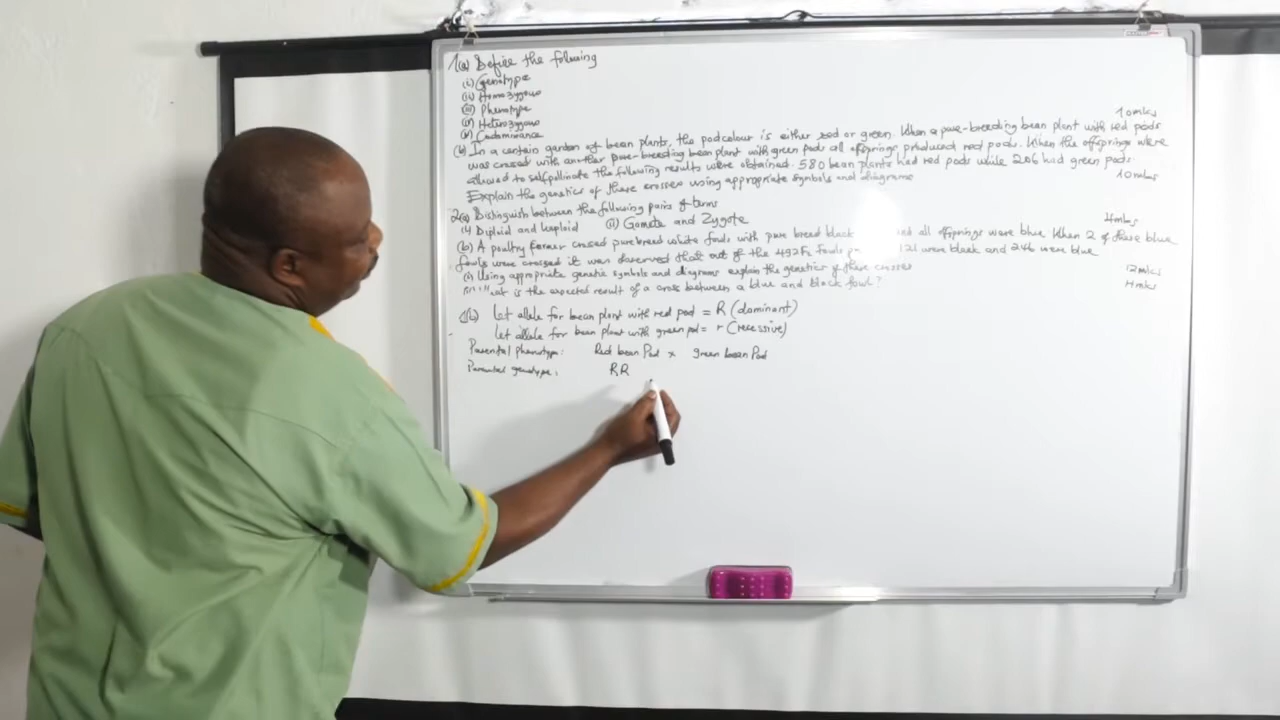 1(a) Define the following
(i) Genotype
(ii) Homozygous
(iii) Phenotype
(iv) Heterozygous
(v) Codominance
10mks
(b) In a certain garden of bean plants, the pod colour is either red or green. When a pure-breeding bean plant with red pods
was crossed with another pure-breeding bean plant with green pods all offsprings produced red pods. When the offsprings were
allowed to self pollinate the following results were obtained. 580 bean plants had red pods while 206 had green pods.
Explain the genetics of these crosses using appropriate symbols and diagrams
10mks
2(a) Distinguish between the following pairs of terms
(i) Diploid and haploid (ii) Gamete and Zygote
4mks
(b) A poultry farmer crossed purebreed white fowls with pure breed black all offsprings were blue. When 2 of these blue
fowls were crossed it was observed that out of the 492 F2 fowls 121 were black and 246 were blue
(i) Using appropriate genetic symbols and diagrams explain the genetics of these crosses
12mks
is the expected result of a cross between a blue and black fowl?
4mks
1(b) Let allele for bean plant with red pod = R (dominant)
Let allele for bean plant with green pod = r (recessive)
Parental phenotype: Red bean Pod x green bean Pod
Parental genotype: RR